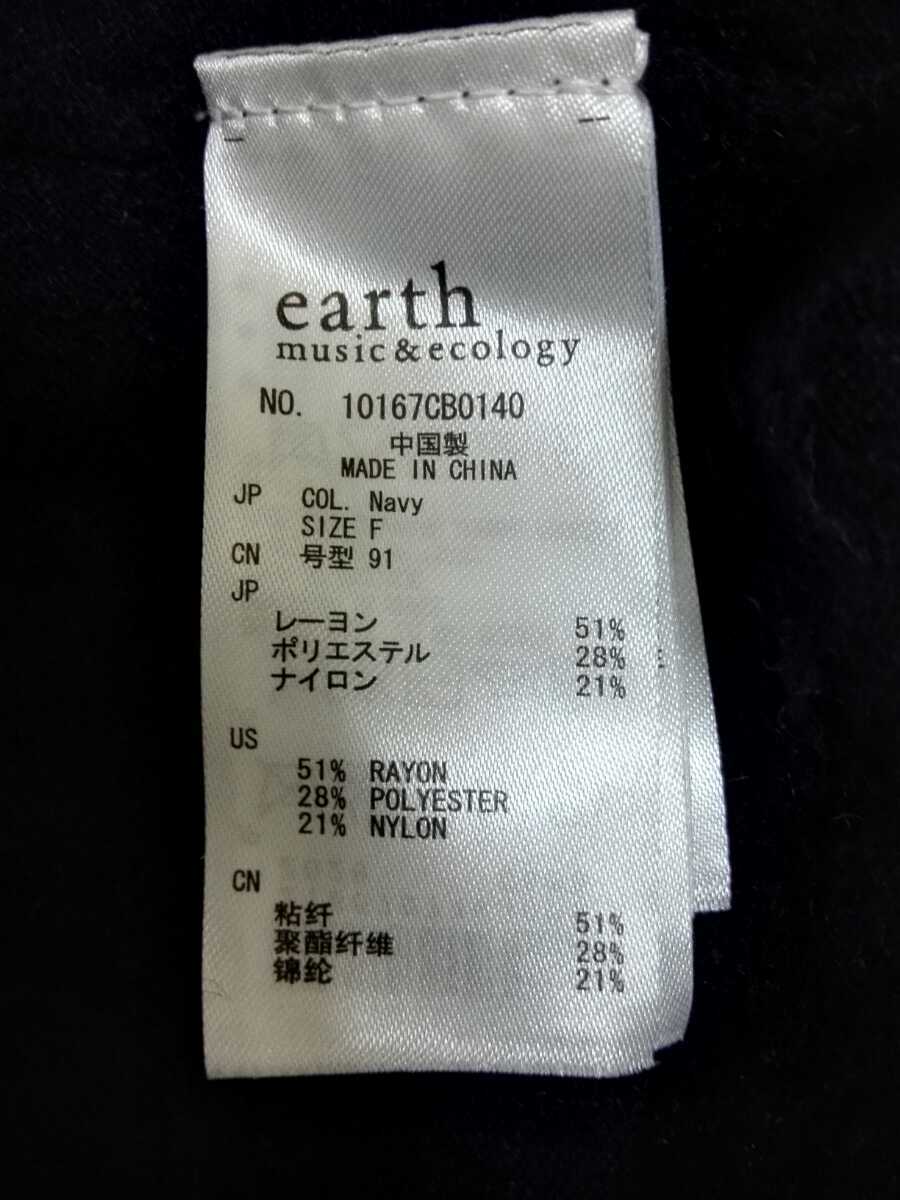 earth
music&ecology
NO. 10167CB0140
中国製
MADE IN CHINA
JP COL. Navy
SIZE F
CN 号型 91
JP
レーヨン 51%
ポリエステル 28%
ナイロン 21%
US
51% RAYON
28% POLYESTER
21% NYLON
CN
粘纤 51%
聚酯纤维 28%
锦纶 21%